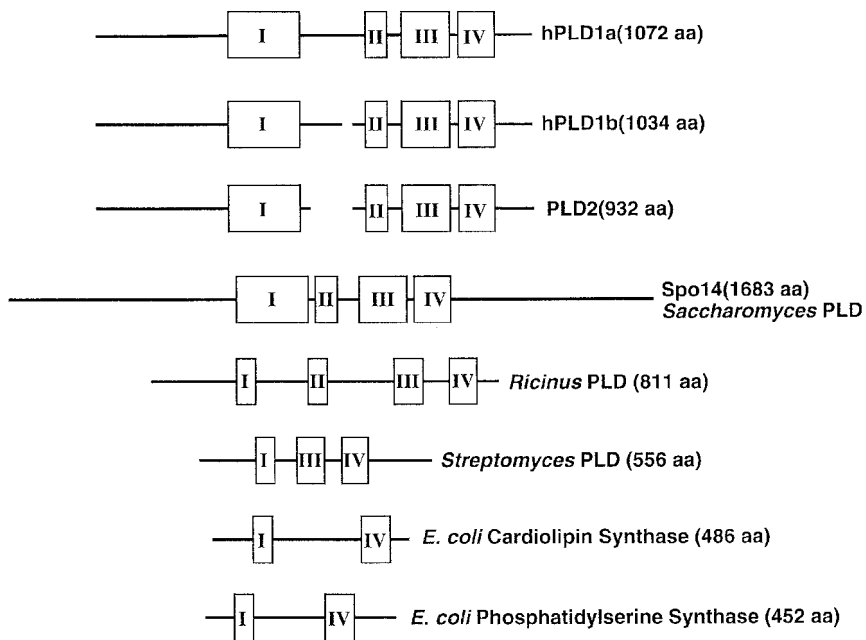 I II III IV hPLD1a(1072 aa)
I II III IV hPLD1b(1034 aa)
I II III IV PLD2(932 aa)
I II III IV Spo14(1683 aa)
Saccharomyces PLD
I II III IV Ricinus PLD (811 aa)
I III IV Streptomyces PLD (556 aa)
I IV E. coli Cardiolipin Synthase (486 aa)
I IV E. coli Phosphatidylserine Synthase (452 aa)